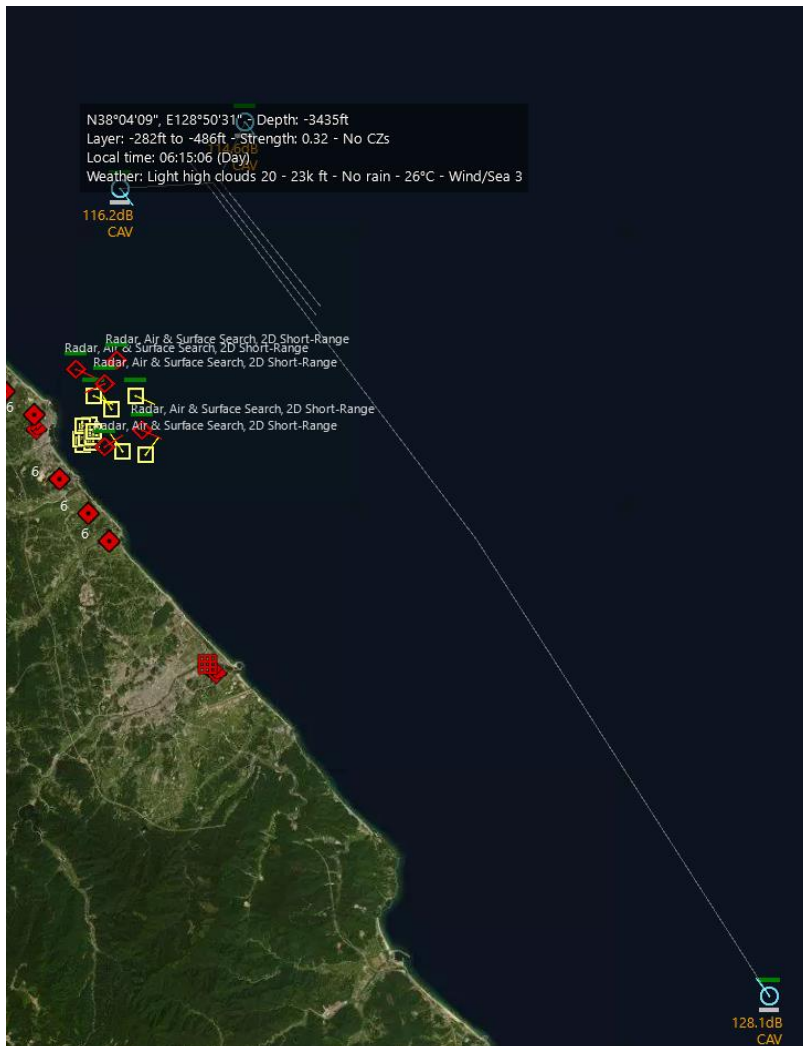 N38°04'09", E128°50'31" - Depth: -3435ft
Layer: -282ft to -486ft - Strength: 0.32 - No CZs
Local time: 06:15:06 (Day)
Weather: Light high clouds 20 - 23k ft - No rain - 26°C - Wind/Sea 3
CAV
116.2dB
CAV
Radar, Air & Surface Search, 2D Short-Range
Radar, Air & Surface Search, 2D Short-Range
Radar, Air & Surface Search, 2D Short-Range
6
Radar, Air & Surface Search, 2D Short-Range
Radar, Air & Surface Search, 2D Short-Range
6
6
6
128.1dB
CAV